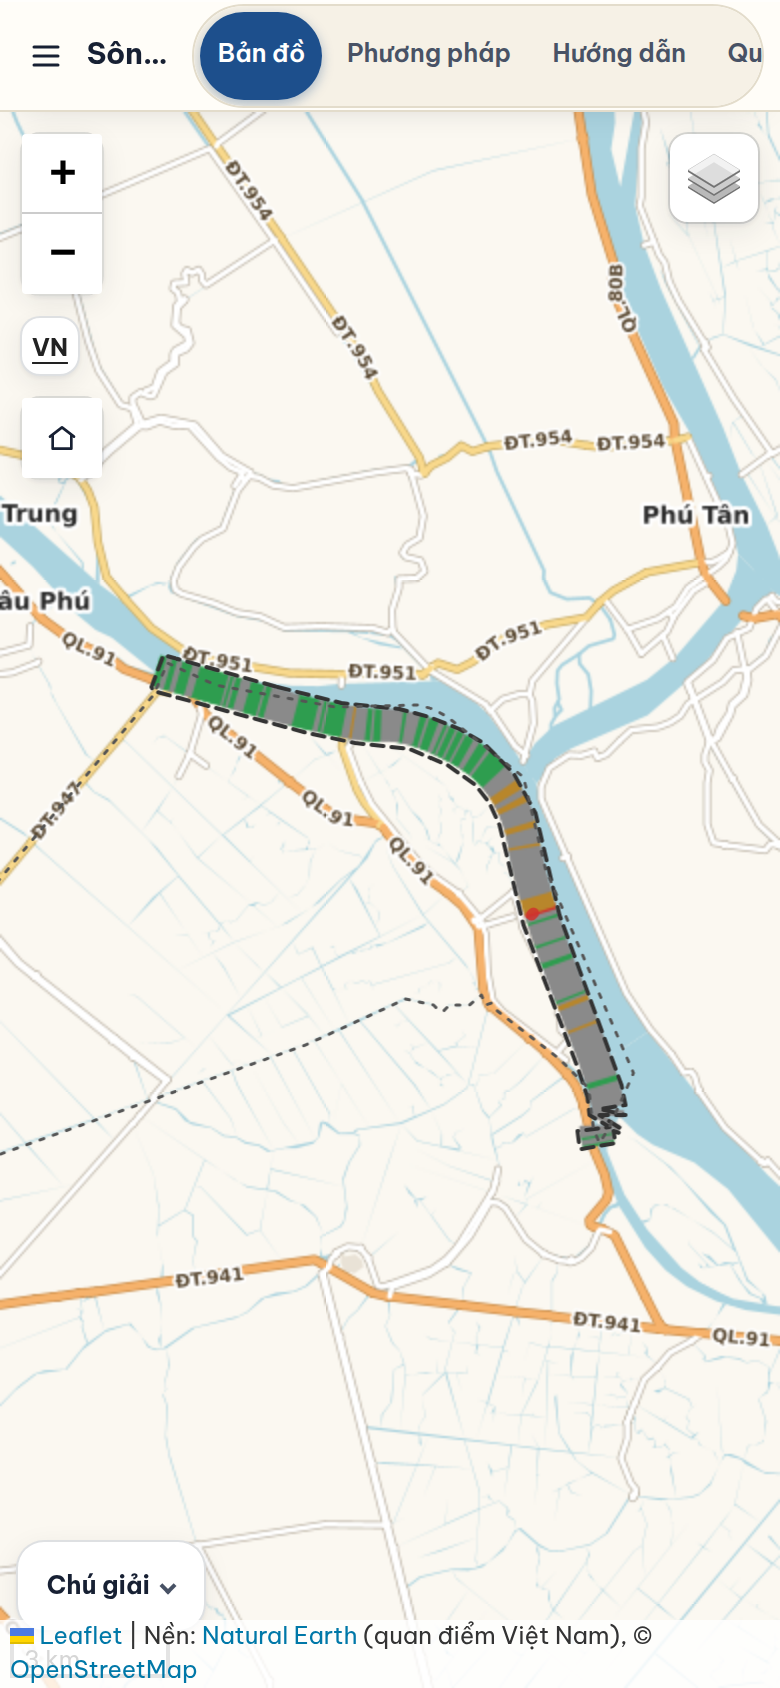 Sôn...
Bản đồ
Phương pháp
Hướng dẫn
Qu
+
−
VN
ĐT.954
ĐT.954
QL.80B
ĐT.954
ĐT.954
Trung
Phú Tân
âu Phú
QL.91
ĐT.951
ĐT.951
ĐT.951
QL.91
ĐT.947
QL.91
QL.91
ĐT.941
ĐT.941
QL.91
Chú giải
3 km
Leaflet | Nền: Natural Earth (quan điểm Việt Nam), ©
OpenStreetMap